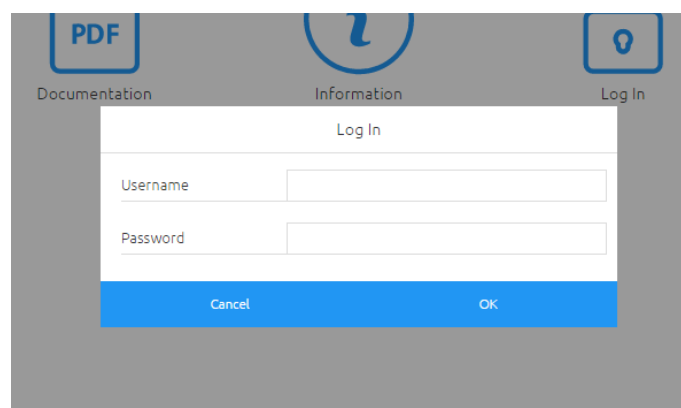 PDF
i
Documentation Information Log In
Log In
Username
Password
Cancel OK